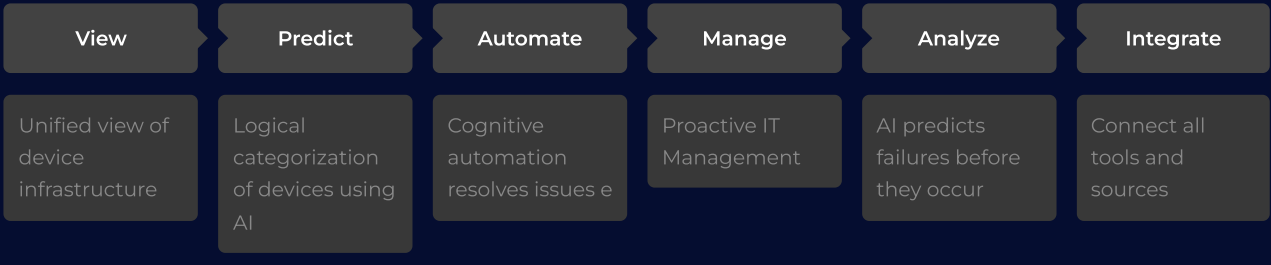 View
Predict
Automate
Manage
Analyze
Integrate
Unified view of
device
infrastructure
Logical
categorization
of devices using
AI
Cognitive
automation
resolves issues e
Proactive IT
Management
AI predicts
failures before
they occur
Connect all
tools and
sources